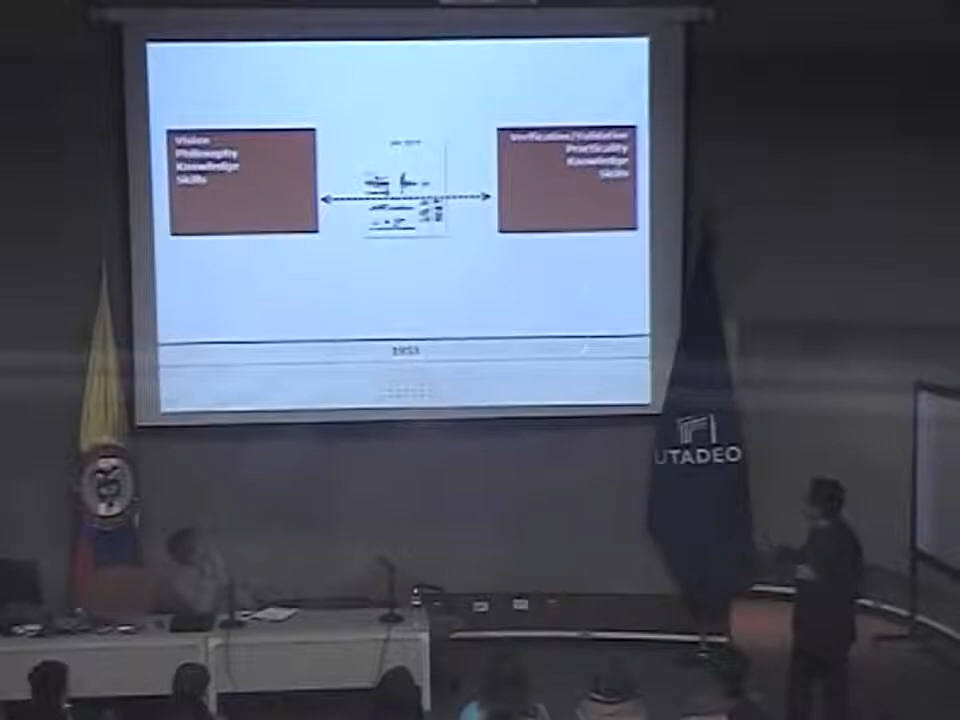 Vision
Philosophy
Knowledge
Skills
Verification/Validation
Practicality
Knowledge
Skills
1953
UTADEO